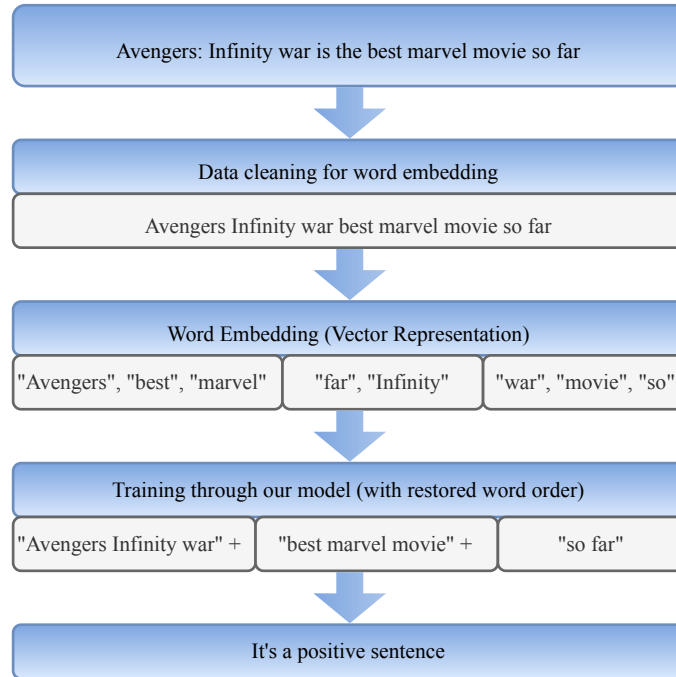 Avengers: Infinity war is the best marvel movie so far
Data cleaning for word embedding
Avengers Infinity war best marvel movie so far
Word Embedding (Vector Representation)
"Avengers", "best", "marvel" "far", "Infinity" "war", "movie", "so"
Training through our model (with restored word order)
"Avengers Infinity war" + "best marvel movie" + "so far"
It's a positive sentence